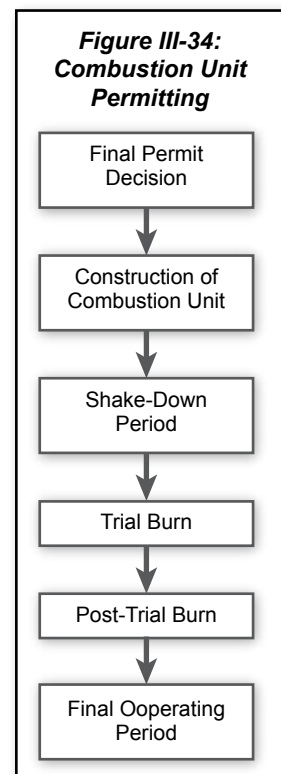 Figure III-34:
Combustion Unit
Permitting
Final Permit
Decision
Construction of
Combustion Unit
Shake-Down
Period
Trial Burn
Post-Trial Burn
Final Ooperating
Period